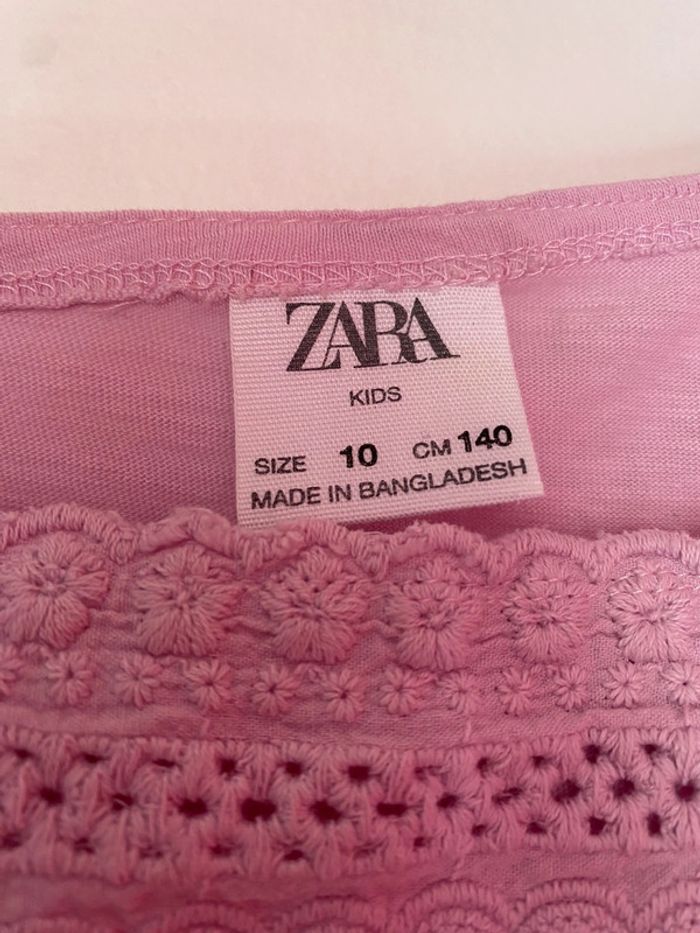 ZARA
KIDS
SIZE 10 CM 140
MADE IN BANGLADESH